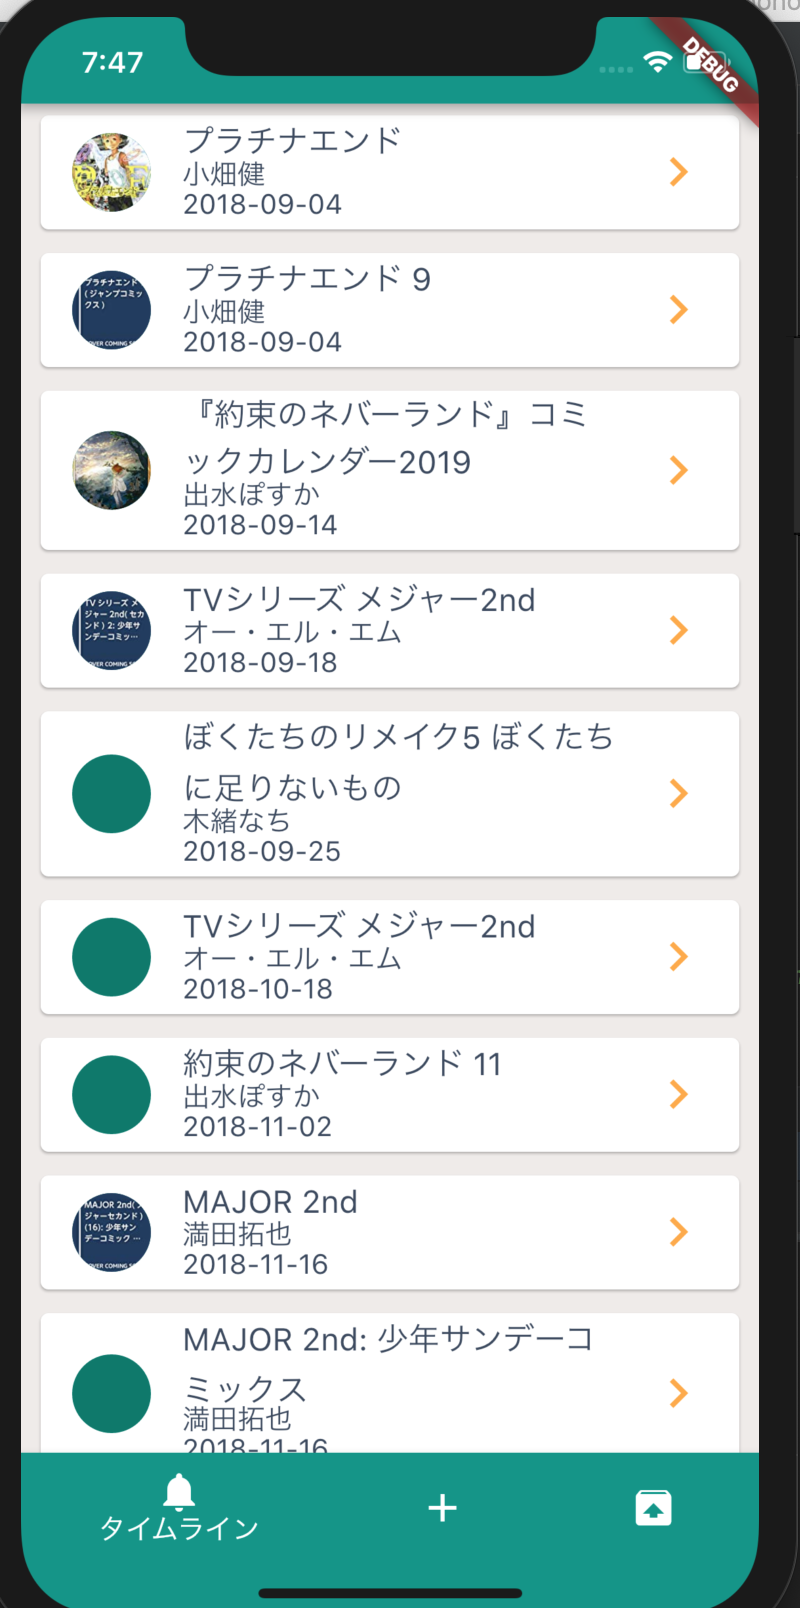 7:47
DEBUG
プラチナエンド
小畑健
2018-09-04
プラチナエンド
(ジャンプコミッ
クス)
プラチナエンド 9
小畑健
2018-09-04
『約束のネバーランド』コミ
ックカレンダー2019
出水ぽすか
2018-09-14
TV シリーズ メ
ジャー 2nd( セカ
ンド) 2: 少年サ
ンデーコミッ…
TVシリーズ メジャー2nd
オー・エル・エム
2018-09-18
ぼくたちのリメイク5 ぼくたち
に足りないもの
木緒なち
2018-09-25
TVシリーズ メジャー2nd
オー・エル・エム
2018-10-18
約束のネバーランド 11
出水ぽすか
2018-11-02
MAJOR 2nd(
ジャーセカンド)
(16): 少年サン
デーコミック …
MAJOR 2nd
満田拓也
2018-11-16
MAJOR 2nd: 少年サンデーコ
ミックス
満田拓也
2018-11-16
タイムライン